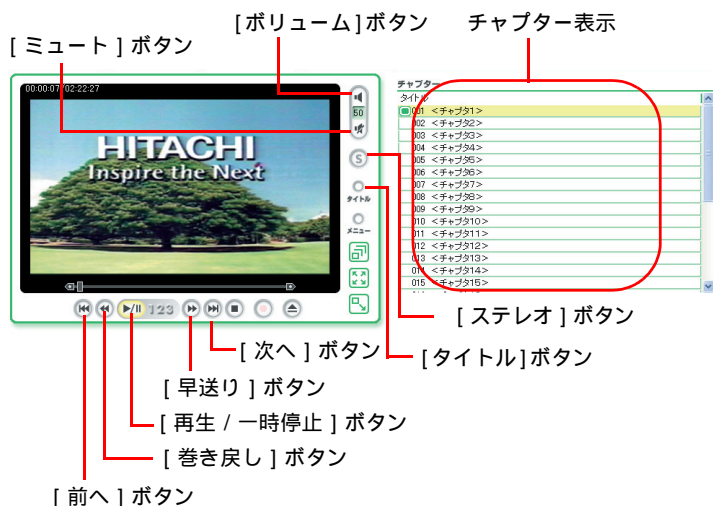 [ボリューム]ボタン
チャプター表示
[ ミュート ] ボタン
00:00:07/02:22:27
HITACHI
Inspire the Next
50
S
タイトル
メニュー
123
チャプター
タイトル
001 <チャプタ1>
002 <チャプタ2>
003 <チャプタ3>
004 <チャプタ4>
005 <チャプタ5>
006 <チャプタ6>
007 <チャプタ7>
008 <チャプタ8>
009 <チャプタ9>
010 <チャプタ10>
011 <チャプタ11>
012 <チャプタ12>
013 <チャプタ13>
014 <チャプタ14>
015 <チャプタ15>
[ ステレオ ] ボタン
[タイトル]ボタン
[ 次へ ] ボタン
[ 早送り ] ボタン
[ 再生 / 一時停止 ] ボタン
[ 巻き戻し ] ボタン
[ 前へ ] ボタン